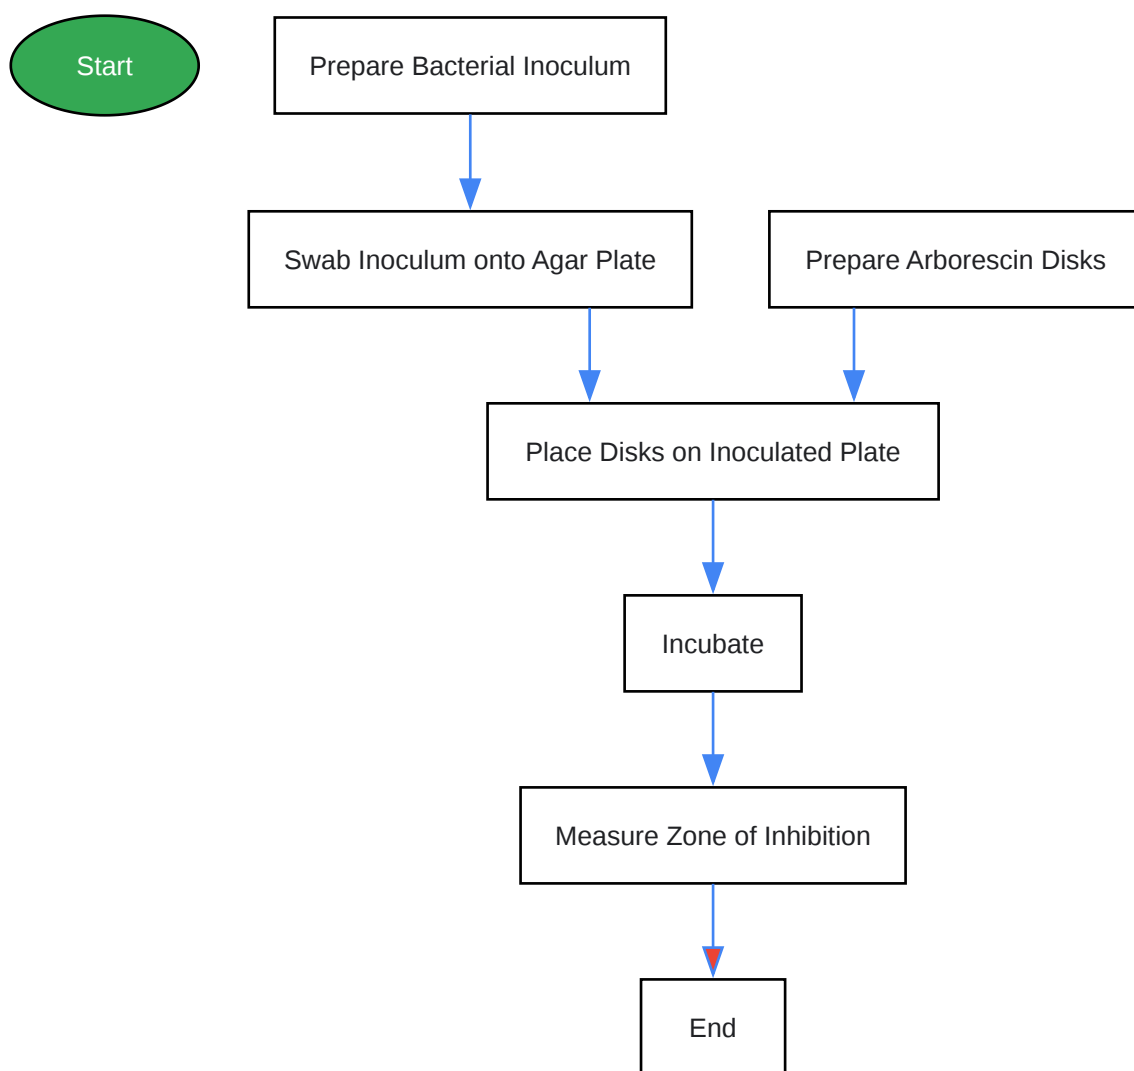 Start
Prepare Bacterial Inoculum
Swab Inoculum onto Agar Plate
Prepare Arborescin Disks
Place Disks on Inoculated Plate
Incubate
Measure Zone of Inhibition
End